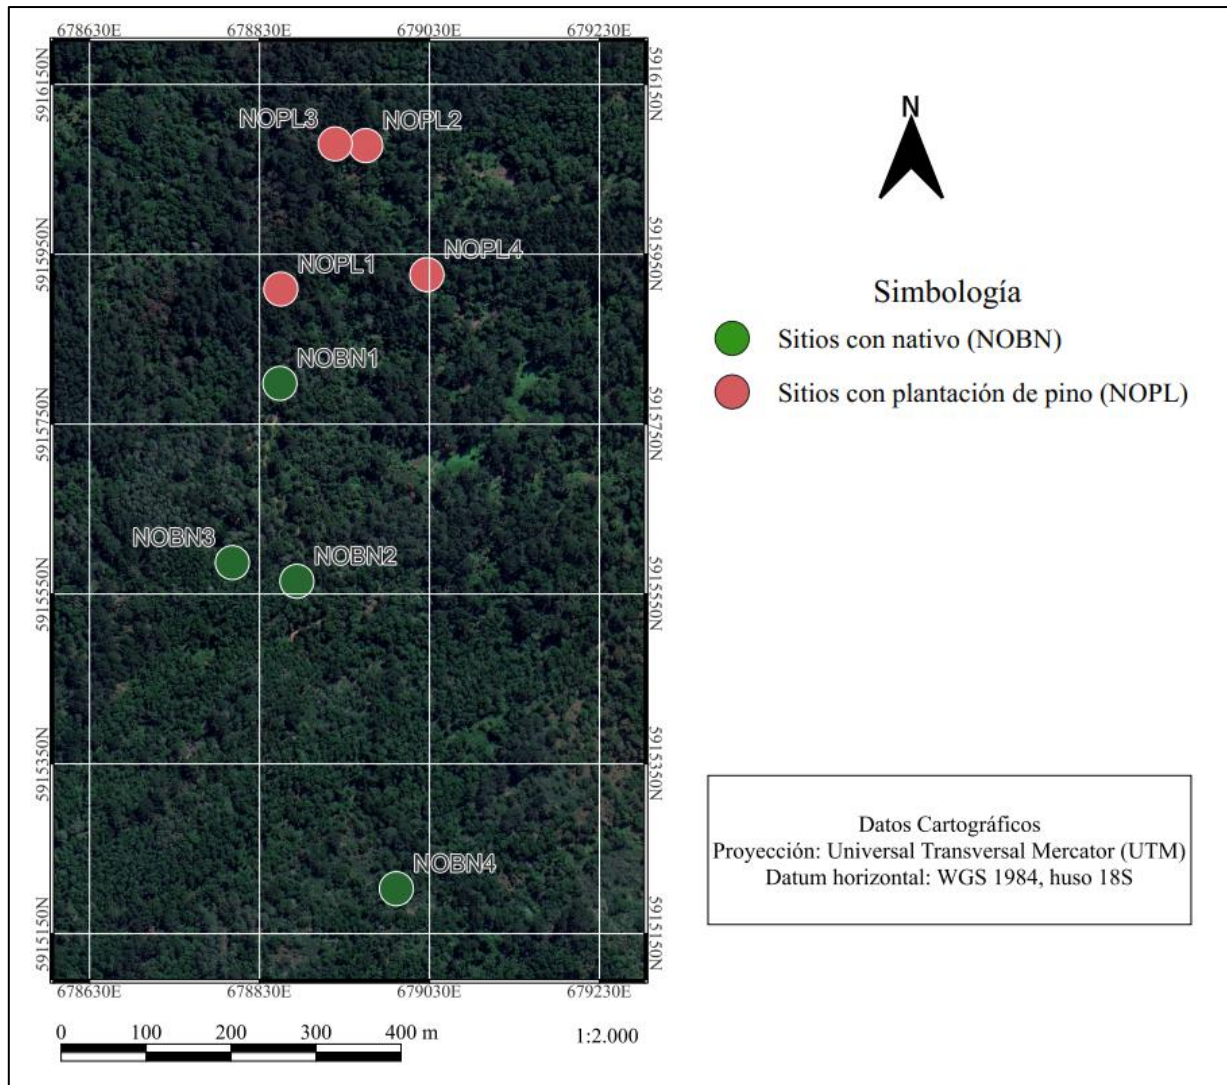 678630E
678830E
679030E
679230E
5916150N
5916150N
NOPL3
NOPL2
5915950N
5915950N
NOPL1
NOPL4
NOBN1
5915750N
5915750N
NOBN3
NOBN2
5915550N
5915550N
5915350N
5915350N
NOBN4
5915150N
5915150N
678630E
678830E
679030E
679230E
0 100 200 300 400 m
1:2.000
N
Simbología
Sitios con nativo (NOBN)
Sitios con plantación de pino (NOPL)
Datos Cartográficos
Proyección: Universal Transversal Mercator (UTM)
Datum horizontal: WGS 1984, huso 18S